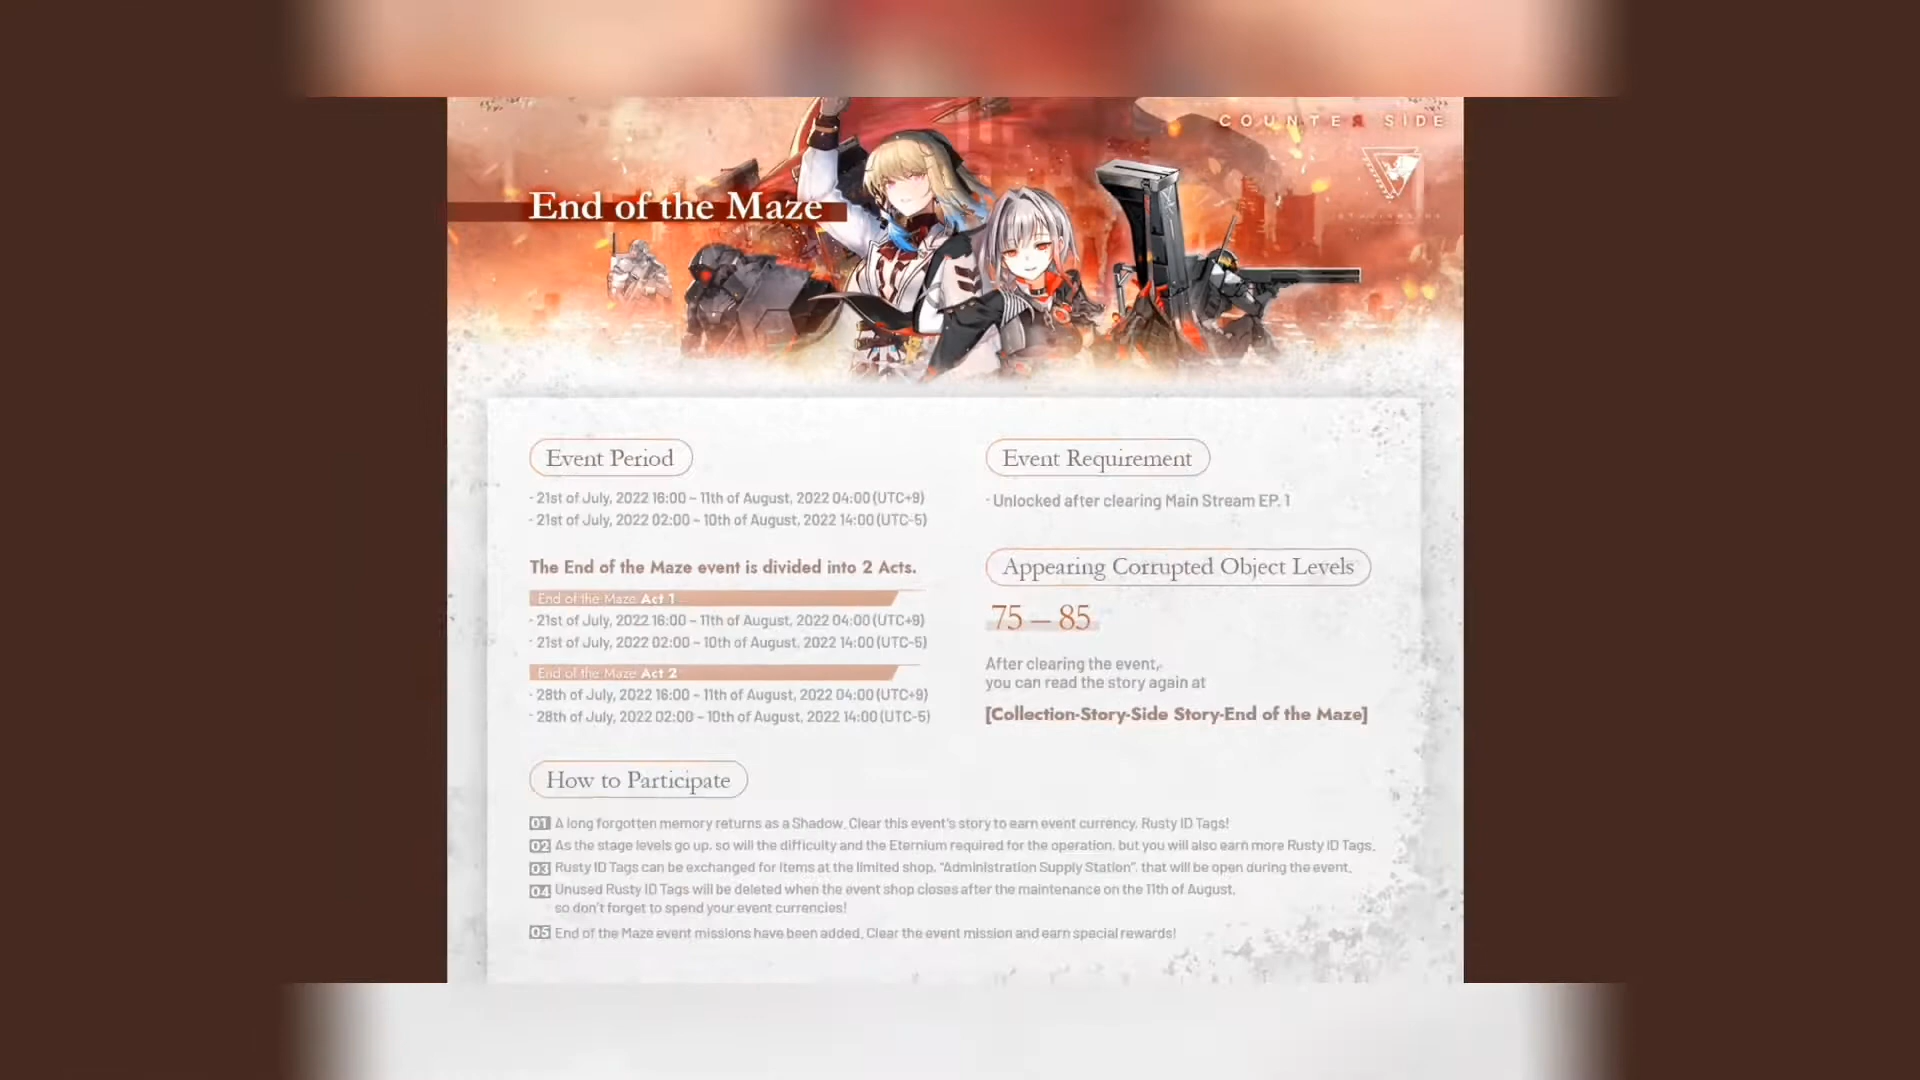 COUNTER SIDE
End of the Maze
Event Period
- 21st of July, 2022 16:00 ~ 11th of August, 2022 04:00 (UTC+9)
- 21st of July, 2022 02:00 ~ 10th of August, 2022 14:00 (UTC-5)
The End of the Maze event is divided into 2 Acts.
End of the Maze Act 1
- 21st of July, 2022 16:00 ~ 11th of August, 2022 04:00 (UTC+9)
- 21st of July, 2022 02:00 ~ 10th of August, 2022 14:00 (UTC-5)
End of the Maze Act 2
- 28th of July, 2022 16:00 ~ 11th of August, 2022 04:00 (UTC+9)
- 28th of July, 2022 02:00 ~ 10th of August, 2022 14:00 (UTC-5)
Event Requirement
- Unlocked after clearing Main Stream EP. 1
Appearing Corrupted Object Levels
75 – 85
After clearing the event,
you can read the story again at
[Collection-Story-Side Story-End of the Maze]
How to Participate
01 A long forgotten memory returns as a Shadow. Clear this event's story to earn event currency, Rusty ID Tags!
02 As the stage levels go up, so will the difficulty and the Eternium required for the operation, but you will also earn more Rusty ID Tags.
03 Rusty ID Tags can be exchanged for items at the limited shop, "Administration Supply Station", that will be open during the event.
04 Unused Rusty ID Tags will be deleted when the event shop closes after the maintenance on the 11th of August,
so don't forget to spend your event currencies!
05 End of the Maze event missions have been added. Clear the event mission and earn special rewards!